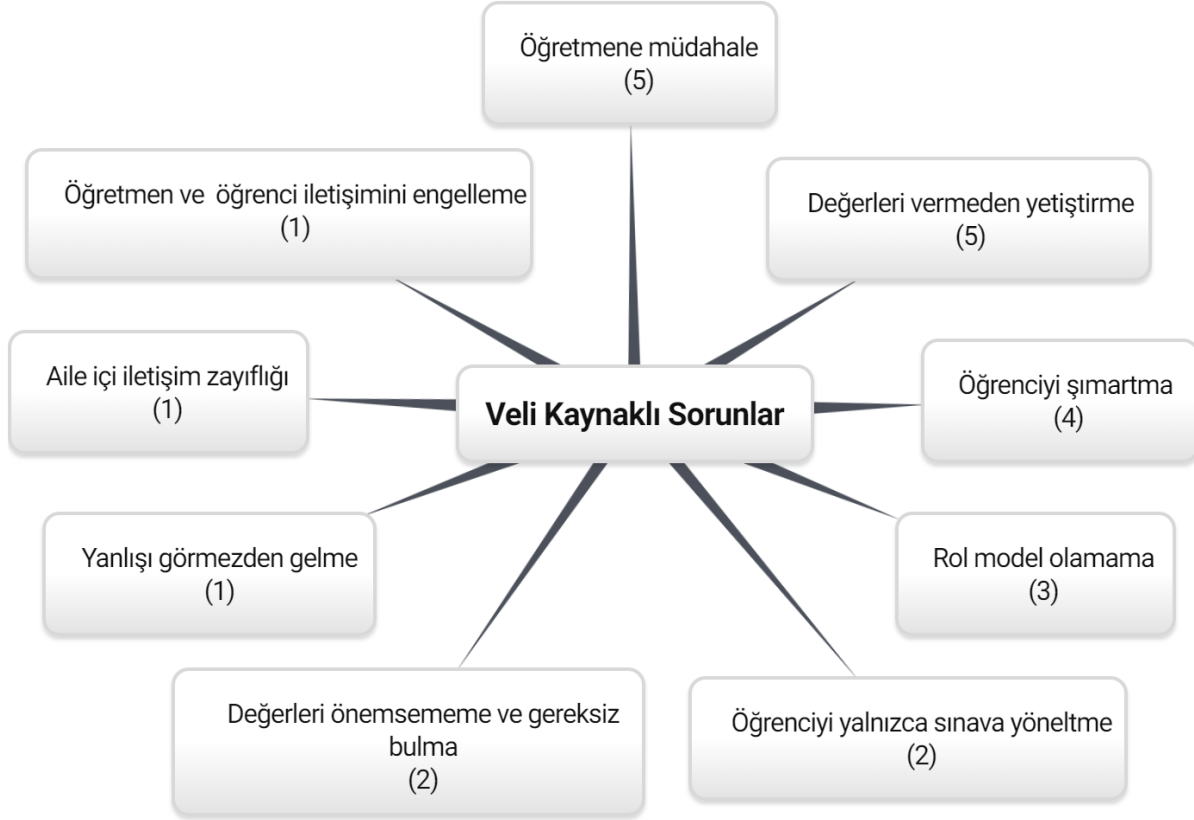 Öğretmene müdahale
(5)
Öğretmen ve öğrenci iletişimini engelleme
(1)
Değerleri vermeden yetiştirme
(5)
Aile içi iletişim zayıflığı
(1)
Veli Kaynaklı Sorunlar
Öğrenciyi şımartma
(4)
Yanlışı görmezden gelme
(1)
Rol model olamama
(3)
Değerleri önemsememe ve gereksiz
bulma
(2)
Öğrenciyi yalnızca sınava yöneltme
(2)